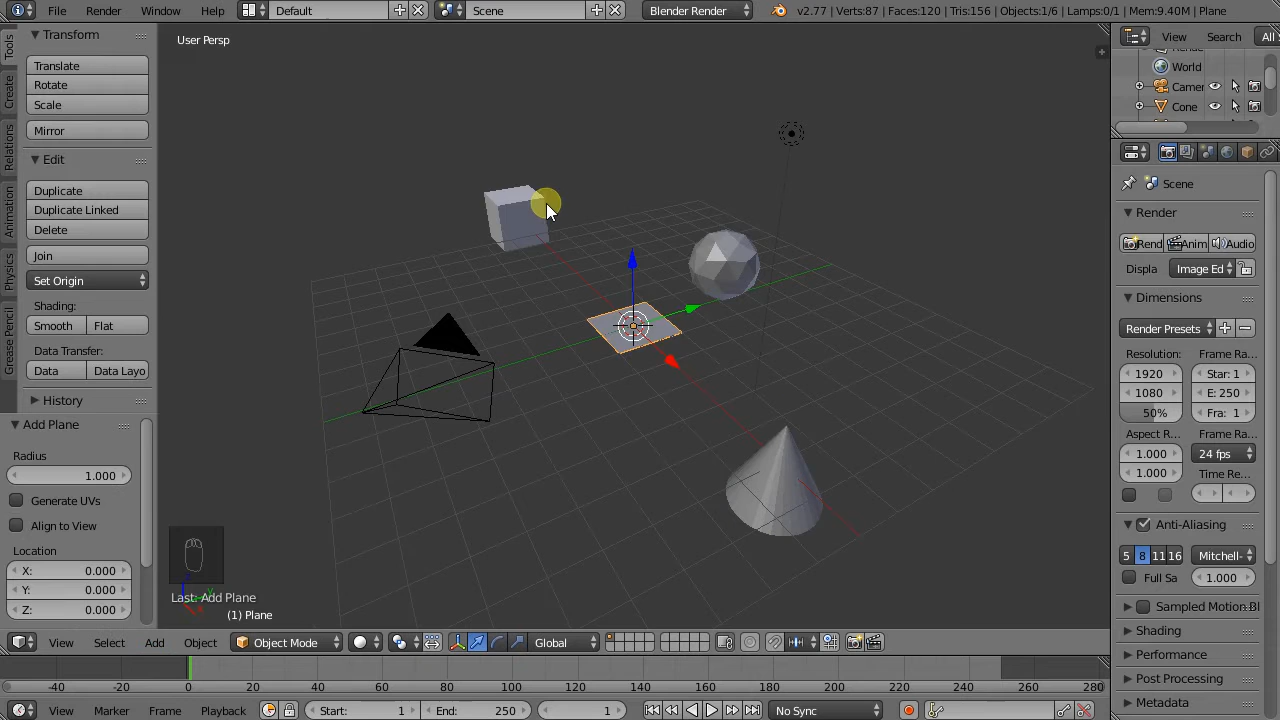 File Render Window Help Default Scene Blender Render v2.77 | Verts:87 | Faces:120 | Tris:156 | Objects:1/6 | Lamps:0/1 | Mem:9.40M | Plane
Tools
Create
Relations
Animation
Physics
Grease Pencil
Transform
Translate
Rotate
Scale
Mirror
Edit
Duplicate
Duplicate Linked
Delete
Join
Set Origin
Shading:
Smooth Flat
Data Transfer:
Data Data Layo
History
Add Plane
Radius
1.000
Generate UVs
Align to View
Location
X: 0.000
Y: 0.000
Z: 0.000
User Persp
Last: Add Plane
(1) Plane
View Select Add Object Object Mode Global
View Search All
World
Camer
Cone
Scene
Render
Rend Anim Audio
Displa Image Ed
Dimensions
Render Presets
Resolution: Frame Ra...
1920 Star: 1
1080 E: 250
50% Fra: 1
Aspect R... Frame Ra...
1.000 24 fps
1.000 Time Re...
Anti-Aliasing
5 8 11 16 Mitchell-
Full Sa 1.000
Sampled Motion Bl
Shading
Performance
Post Processing
Metadata
-40 -20 0 20 40 60 80 100 120 140 160 180 200 220 240 260 280
View Marker Frame Playback Start: 1 End: 250 1 No Sync